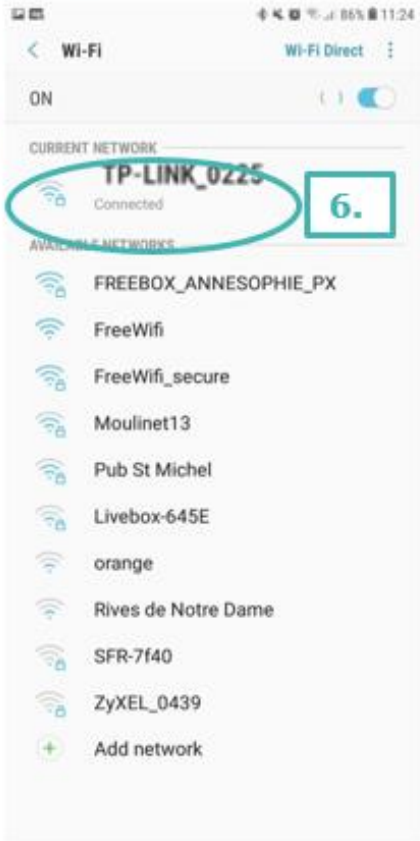 86% 11:24
Wi-Fi Wi-Fi Direct
ON
CURRENT NETWORK
TP-LINK_0225
Connected
6.
AVAILABLE NETWORKS
FREEBOX_ANNESOPHIE_PX
FreeWifi
FreeWifi_secure
Moulinet13
Pub St Michel
Livebox-645E
orange
Rives de Notre Dame
SFR-7f40
ZyXEL_0439
Add network